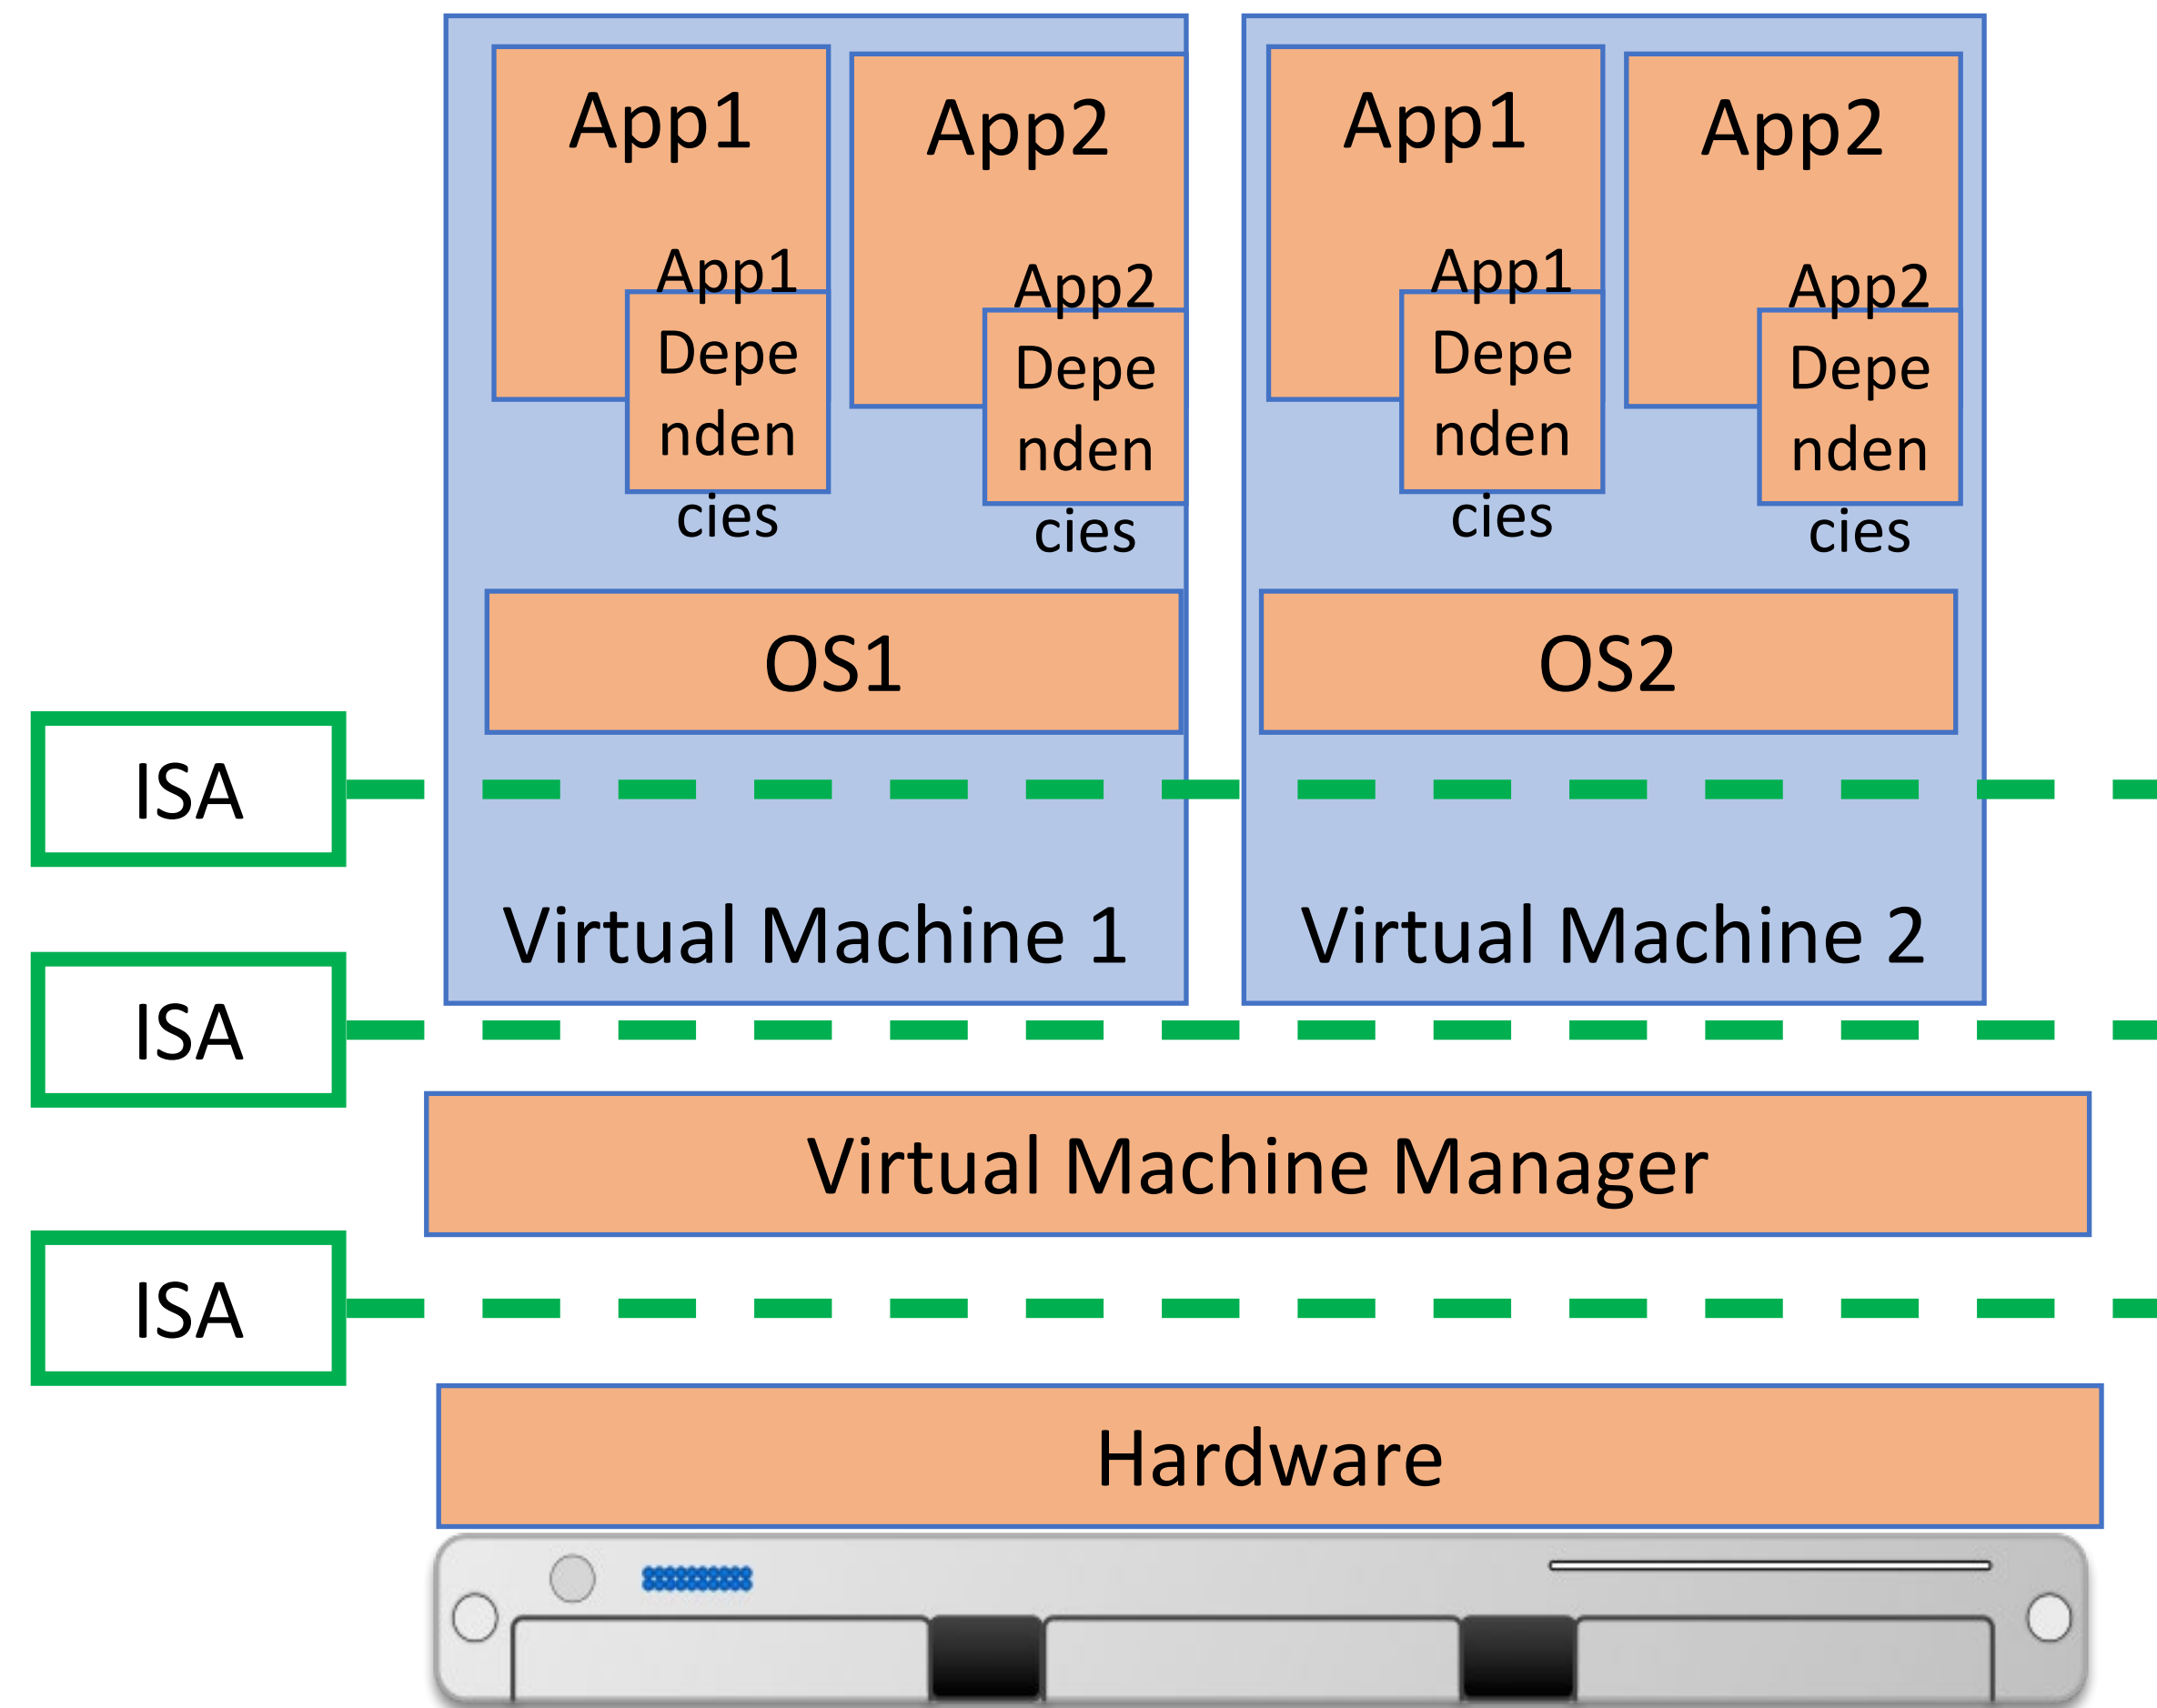 App1
App2
App1
App2
App1
Depe
nden
cies
App2
Depe
nden
cies
App1
Depe
nden
cies
App2
Depe
nden
cies
OS1
OS2
ISA
Virtual Machine 1
Virtual Machine 2
ISA
Virtual Machine Manager
ISA
Hardware